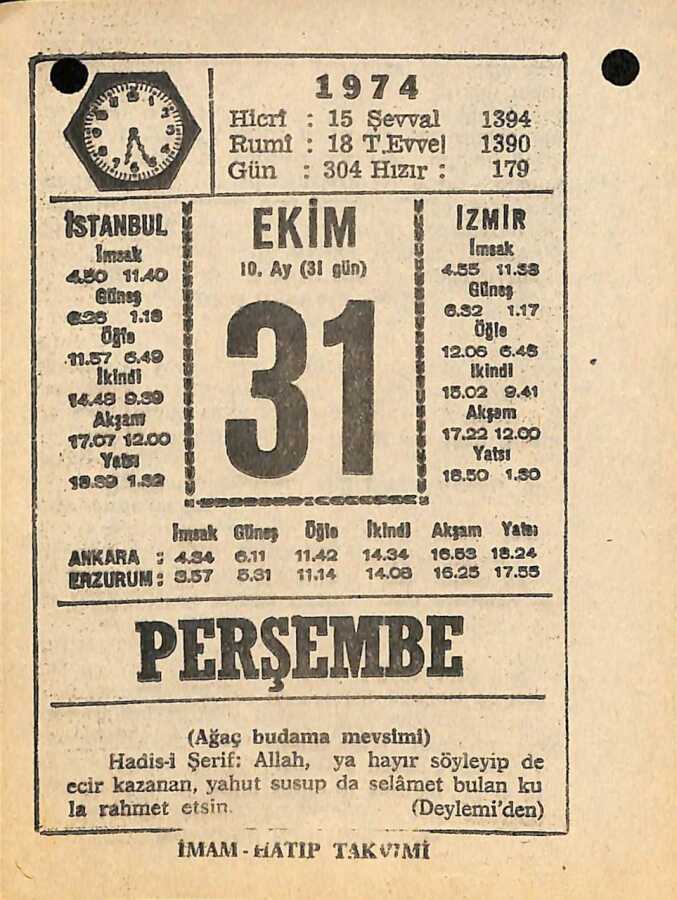 1974
Hicrî : 15 Şevval 1394
Rumî : 18 T.Evvel 1390
Gün : 304 Hızır : 179
İSTANBUL
İmsak
4.50 11.40
Güneş
6.26 1.18
Öğle
11.57 6.49
İkindi
14.48 9.39
Akşam
17.07 12.00
Yatsı
18.39 1.32
EKİM
10. Ay (31 gün)
31
İZMİR
İmsak
4.55 11.33
Güneş
6.32 1.17
Öğle
12.06 6.46
İkindi
15.02 9.41
Akşam
17.22 12.00
Yatsı
18.50 1.30
İmsak Güneş Öğle İkindi Akşam Yatsı
ANKARA : 4.34 6.11 11.42 14.34 16.53 18.24
ERZURUM : 3.57 5.31 11.14 14.08 16.25 17.55
PERŞEMBE
(Ağaç budama mevsimi)
Hadis-i Şerif: Allah, ya hayır söyleyip de
ecir kazanan, yahut susup da selâmet bulan ku
la rahmet etsin. (Deylemi'den)
İMAM - HATİP TAKVİMİ